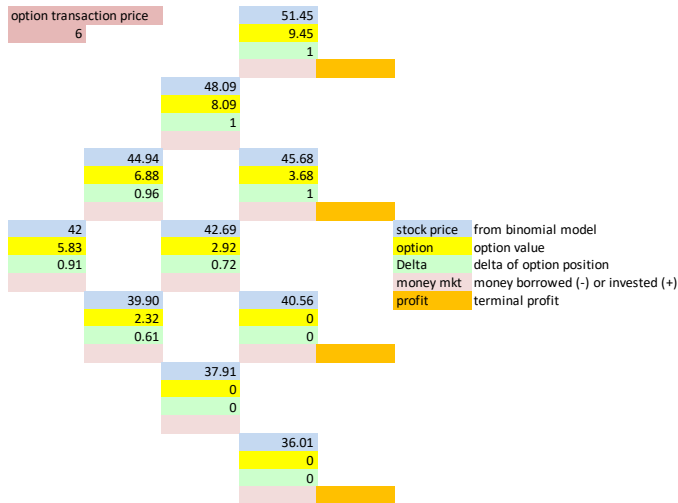 option transaction price 51.45
6 9.45
1
48.09
8.09
1
44.94 45.68
6.88 3.68
0.96 1
42 42.69 stock price from binomial model
5.83 2.92 option option value
0.91 0.72 Delta delta of option position
money mkt money borrowed (-) or invested (+)
39.90 40.56 profit terminal profit
2.32 0
0.61 0
37.91
0
0
36.01
0
0